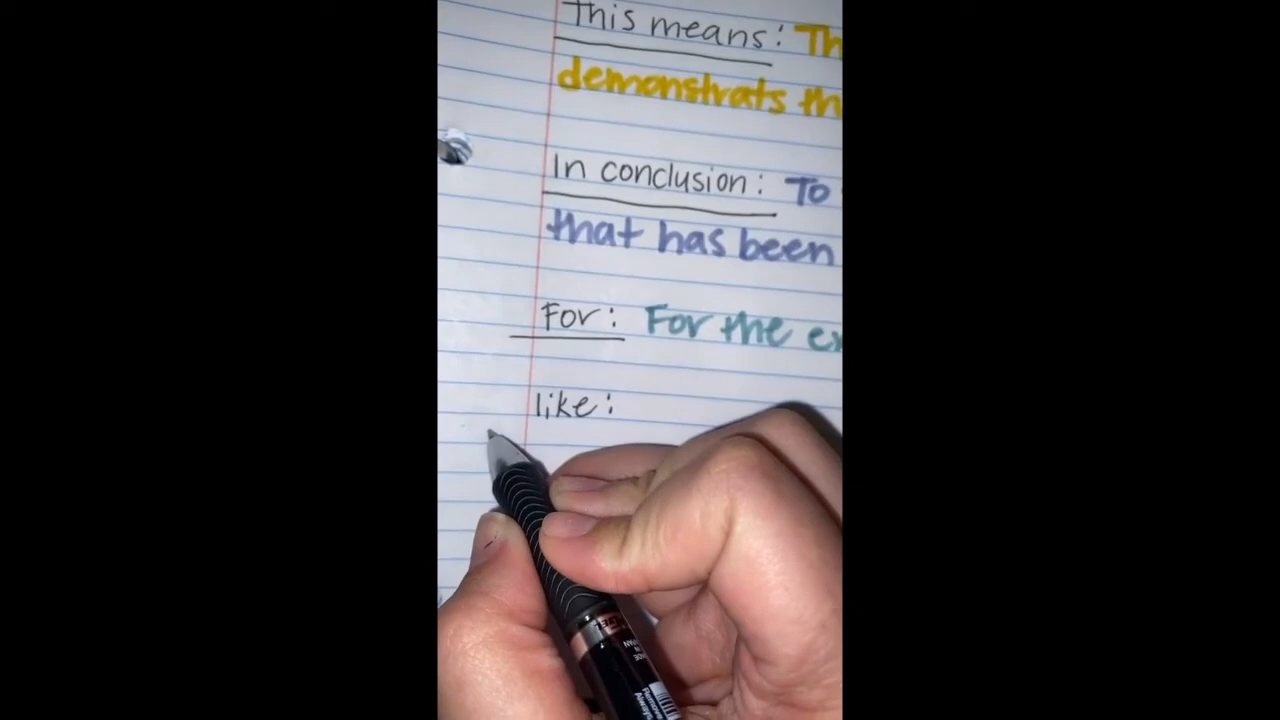 This means: Th
demonstrats th
In conclusion: To
that has been
For: For the ex
like: